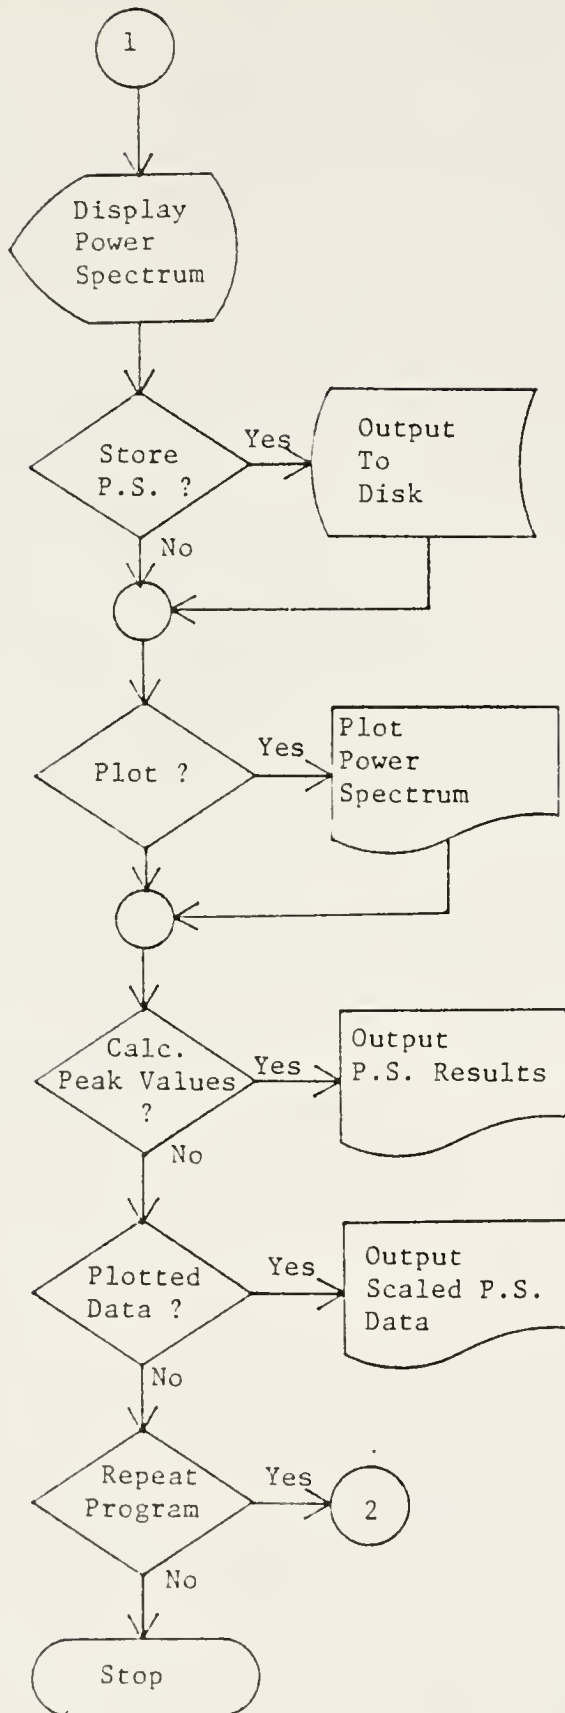 1
Display
Power
Spectrum
Store
P.S. ?
Yes
Output
To
Disk
No
Plot ?
Yes
Plot
Power
Spectrum
Calc.
Peak Values
?
Yes
Output
P.S. Results
No
Plotted
Data ?
Yes
Output
Scaled P.S.
Data
No
Repeat
Program
Yes
2
No
Stop